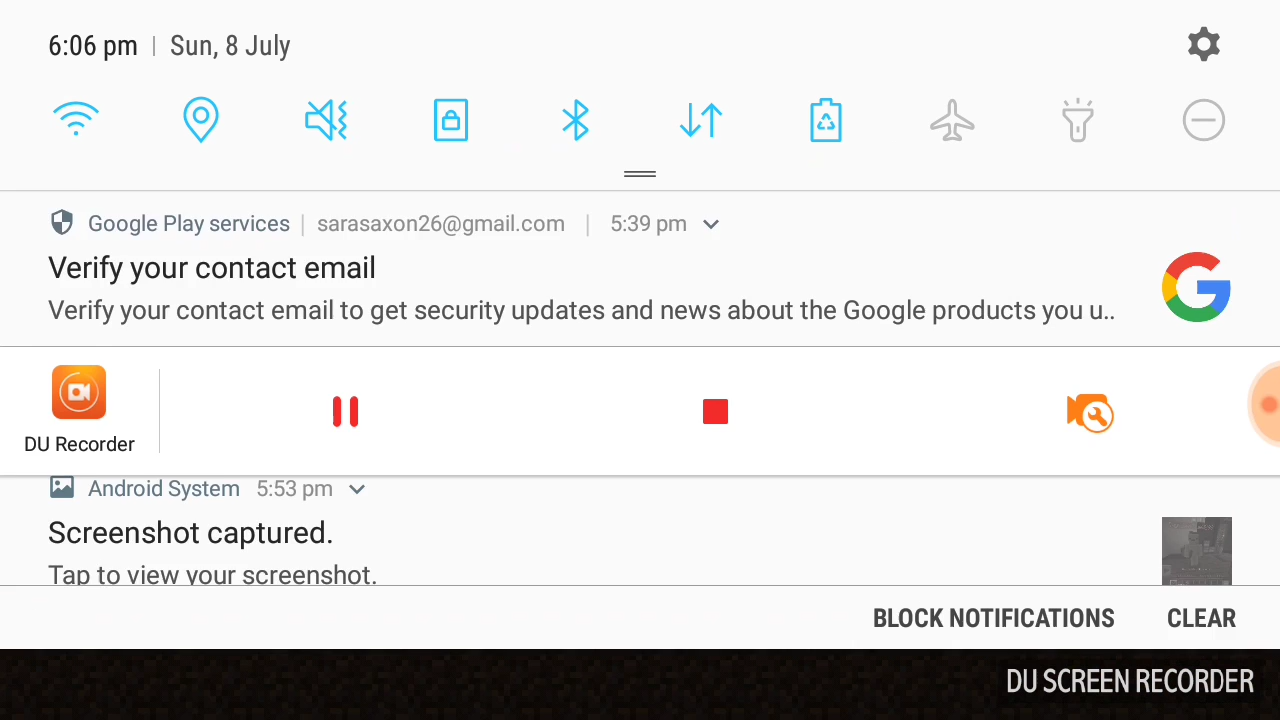 6:06 pm | Sun, 8 July
Google Play services | sarasaxon26@gmail.com | 5:39 pm
Verify your contact email
Verify your contact email to get security updates and news about the Google products you u..
DU Recorder
Android System 5:53 pm
Screenshot captured.
Tap to view your screenshot.
BLOCK NOTIFICATIONS CLEAR
DU SCREEN RECORDER